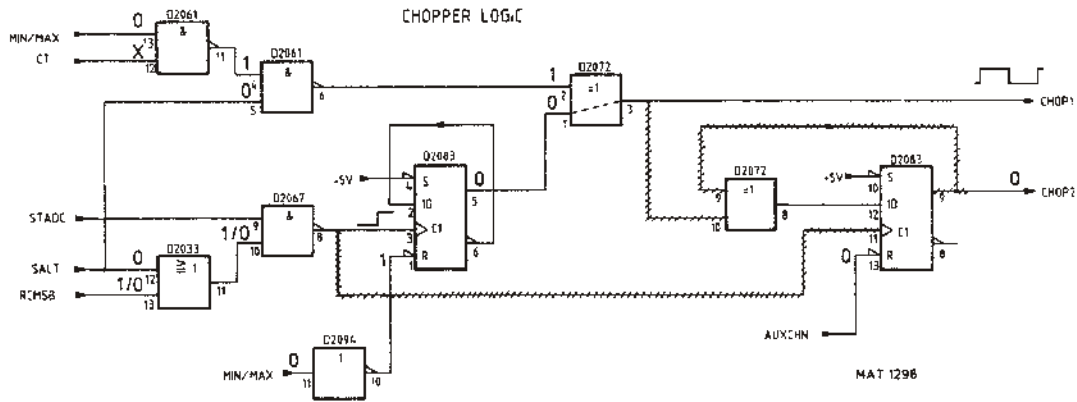 CHOPPER LOGIC
D2061
0
MIN/MAX
13
&
11
X
CT
12
D2061
1
4
&
0
5
6
D2072
1
2
=1
0
1
3
CHOP1
D2083
+5V
4
S
1D
2
3
C1
1
1
R
5
0
6
D2072
9
=1
10
8
D2083
+5V
10
S
1D
12
11
C1
0
13
R
9
8
0
CHOP2
STADC
D2067
9
&
1/0
10
8
D2033
SALT
0
12
≥1
1/0
RCMSB
13
11
AUXCHN
D2094
0
MIN/MAX
11
1
10
MAT 1296